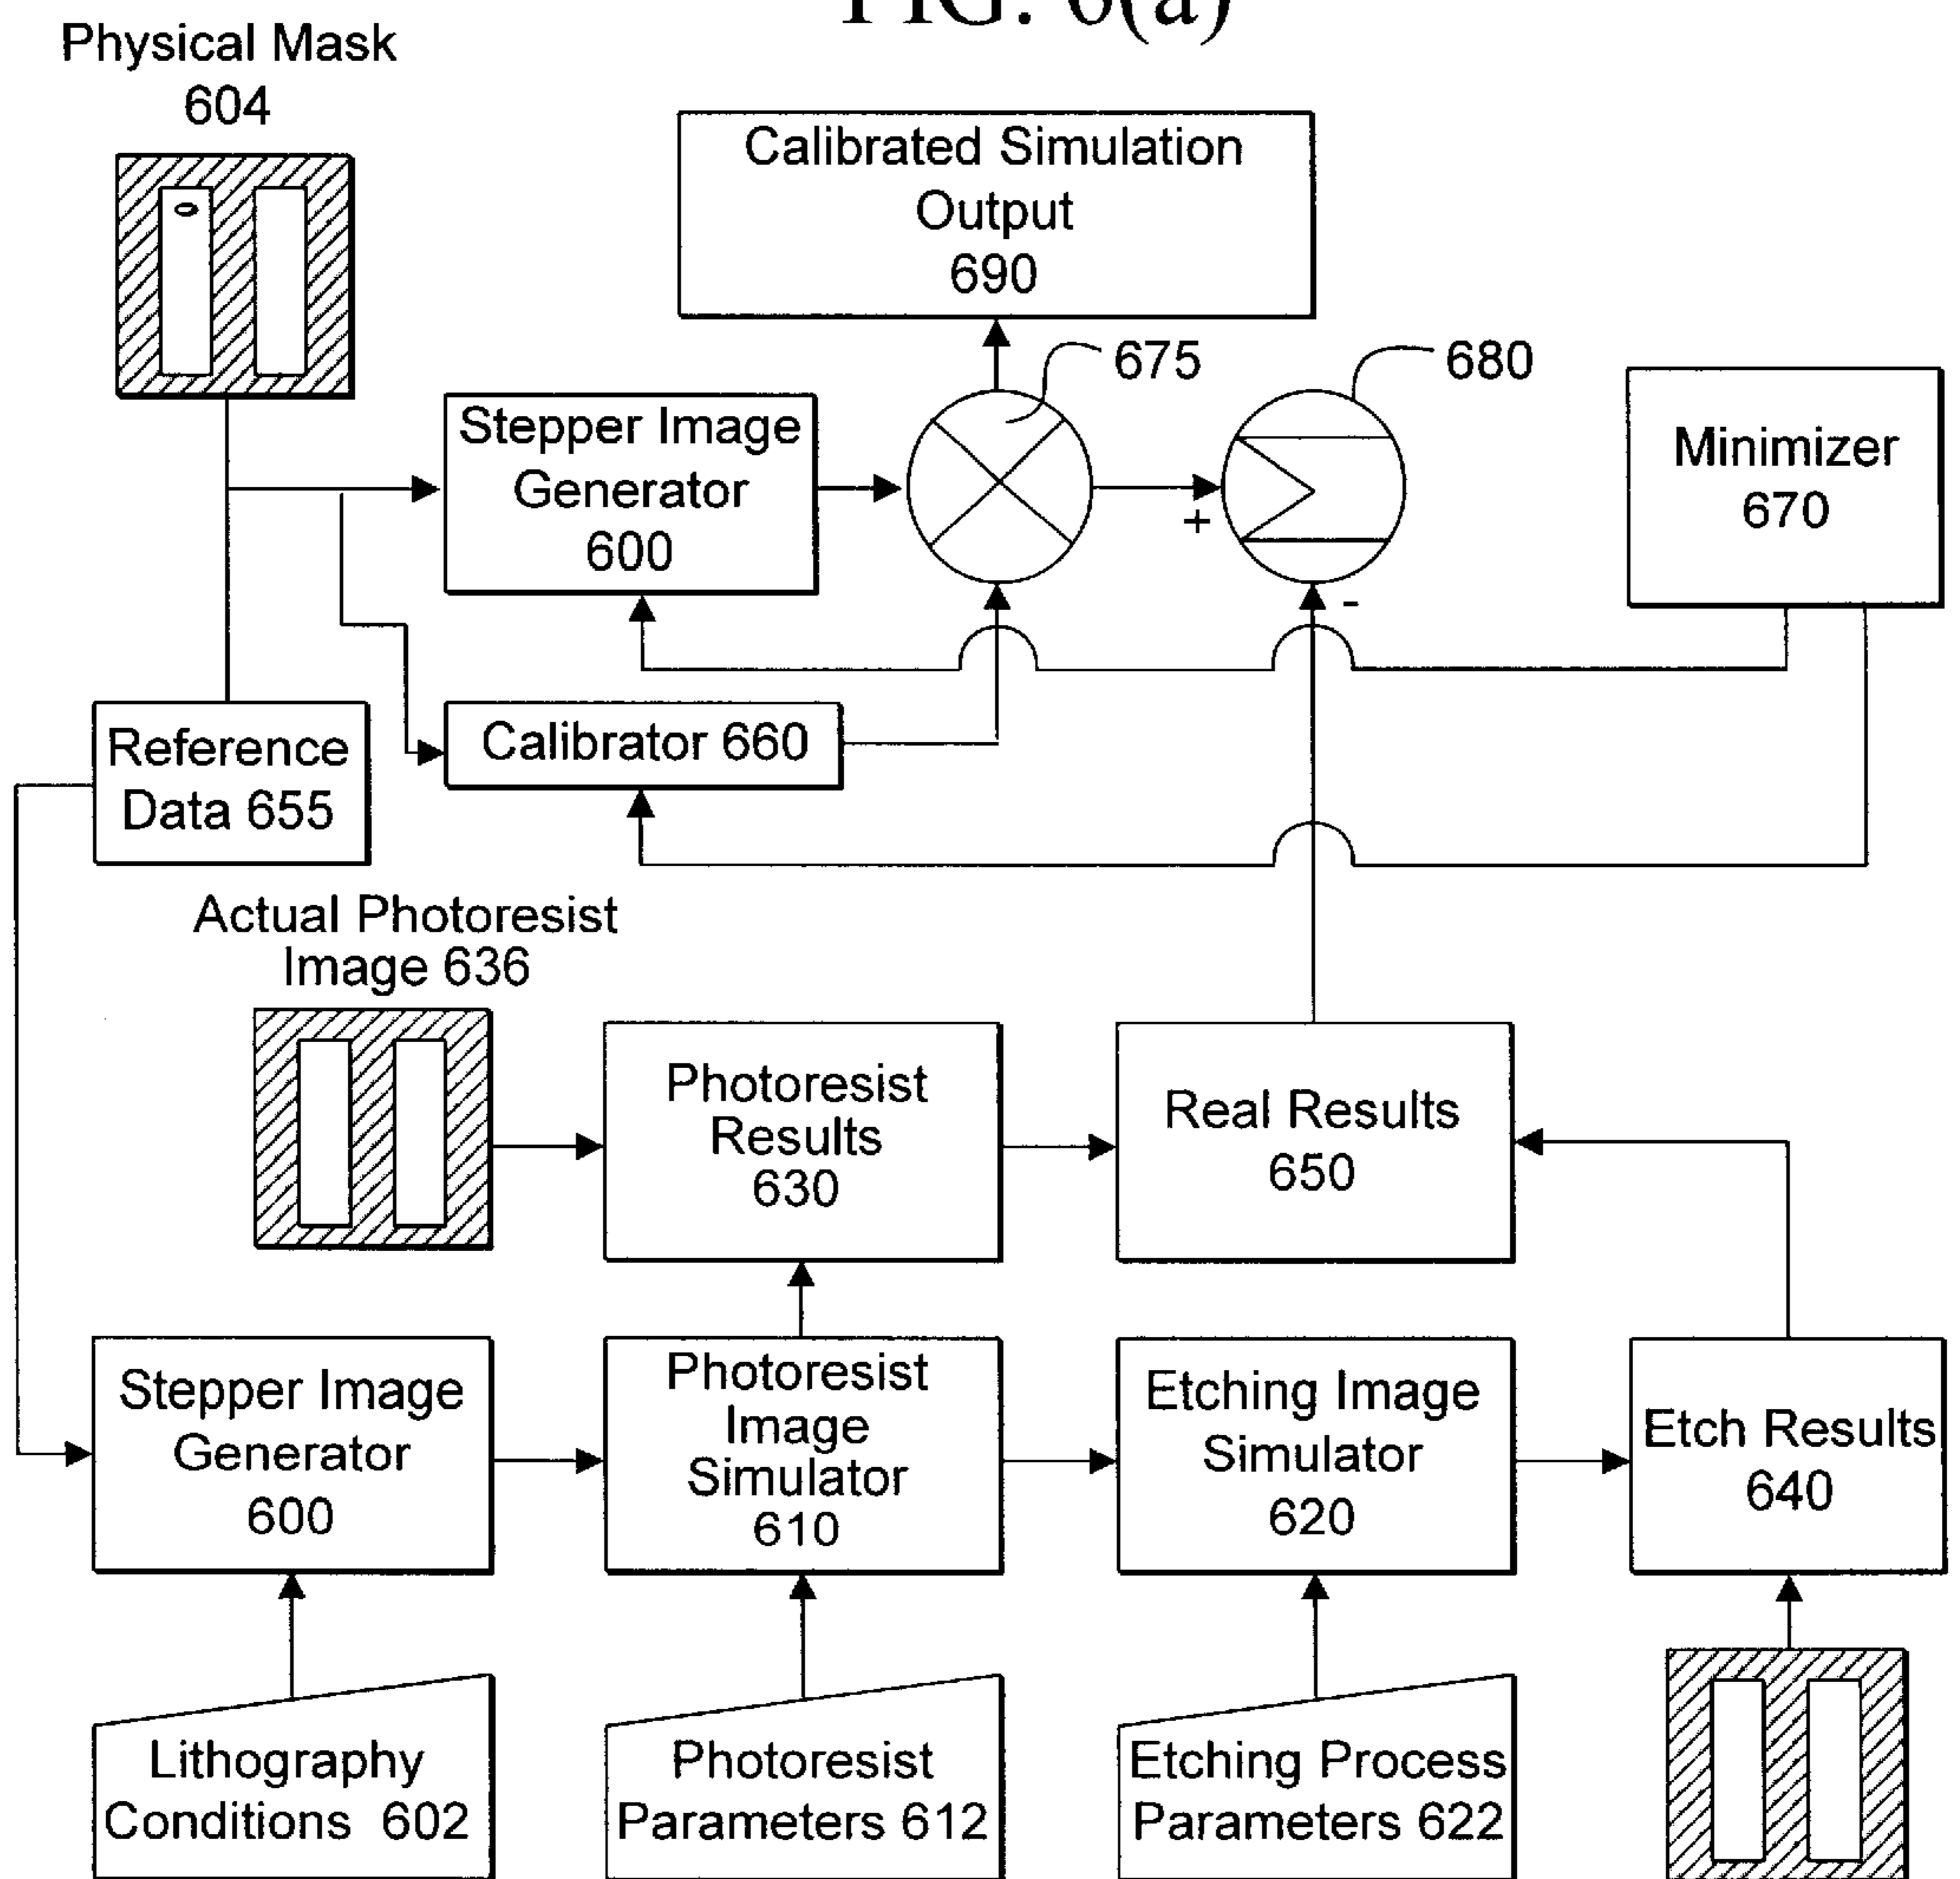 FIG. 6(a)
Physical Mask
604
Calibrated Simulation
Output
690
675
680
Stepper Image
Generator
600
Minimizer
670
+
-
Reference
Data 655
Calibrator 660
Actual Photoresist
Image 636
Photoresist
Results
630
Real Results
650
Stepper Image
Generator
600
Photoresist
Image
Simulator
610
Etching Image
Simulator
620
Etch Results
640
Lithography
Conditions 602
Photoresist
Parameters 612
Etching Process
Parameters 622